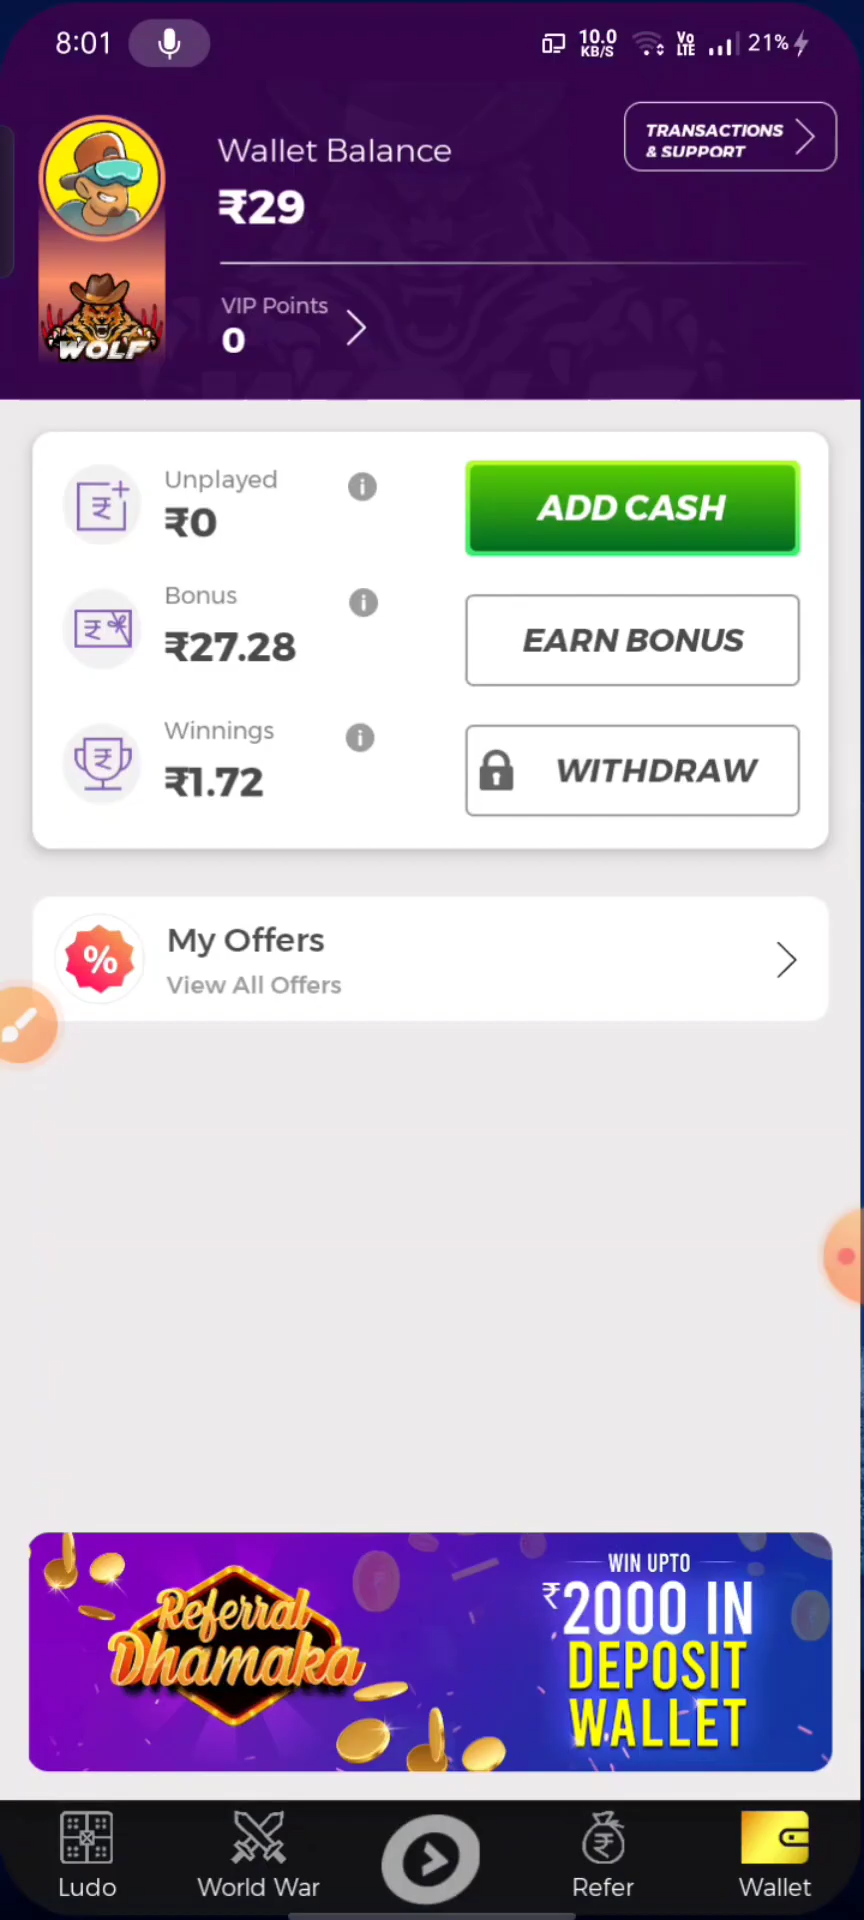 8:01
10.0
KB/S
Vo
LTE
21%
TRANSACTIONS
& SUPPORT
Wallet Balance
₹29
VIP Points
0
WOLF
Unplayed
₹0
ADD CASH
Bonus
₹27.28
EARN BONUS
Winnings
₹1.72
WITHDRAW
%
My Offers
View All Offers
Referral
Dhamaka
WIN UPTO
₹2000 IN
DEPOSIT
WALLET
Ludo
World War
Refer
Wallet